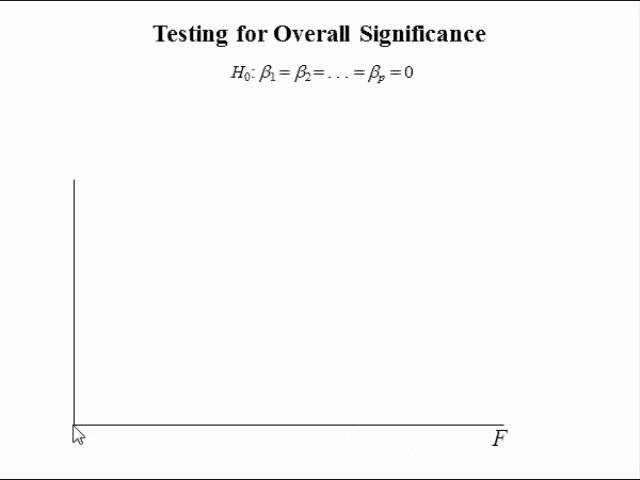 Testing for Overall Significance
H₀: β₁ = β₂ = . . . = βₚ = 0
F